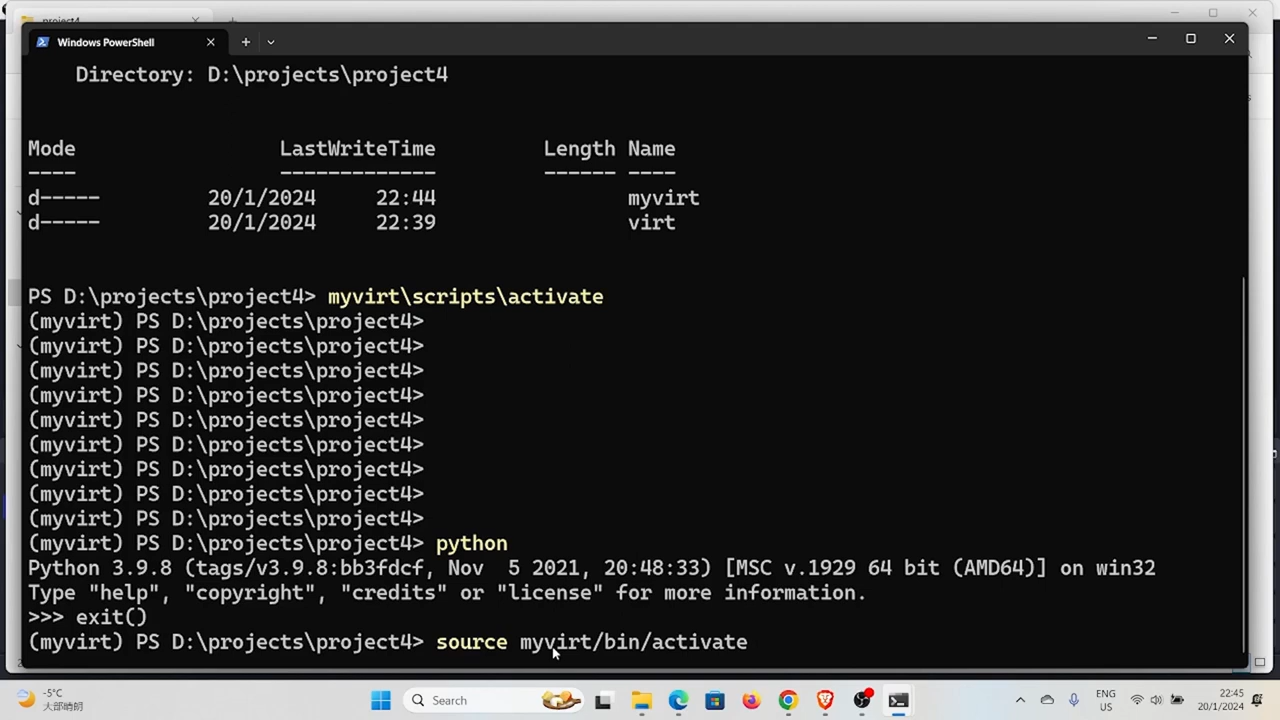 project4
Windows PowerShell
Directory: D:\projects\project4
Mode LastWriteTime Length Name
---- ------------- ------ ----
d----- 20/1/2024 22:44 myvirt
d----- 20/1/2024 22:39 virt
PS D:\projects\project4> myvirt\scripts\activate
(myvirt) PS D:\projects\project4>
(myvirt) PS D:\projects\project4>
(myvirt) PS D:\projects\project4>
(myvirt) PS D:\projects\project4>
(myvirt) PS D:\projects\project4>
(myvirt) PS D:\projects\project4>
(myvirt) PS D:\projects\project4>
(myvirt) PS D:\projects\project4>
(myvirt) PS D:\projects\project4>
(myvirt) PS D:\projects\project4> python
Python 3.9.8 (tags/v3.9.8:bb3fdcf, Nov  5 2021, 20:48:33) [MSC v.1929 64 bit (AMD64)] on win32
Type "help", "copyright", "credits" or "license" for more information.
>>> exit()
(myvirt) PS D:\projects\project4> source myvirt/bin/activate
-5°C
大部晴朗
Search
ENG
CMS
22:45
20/1/2024